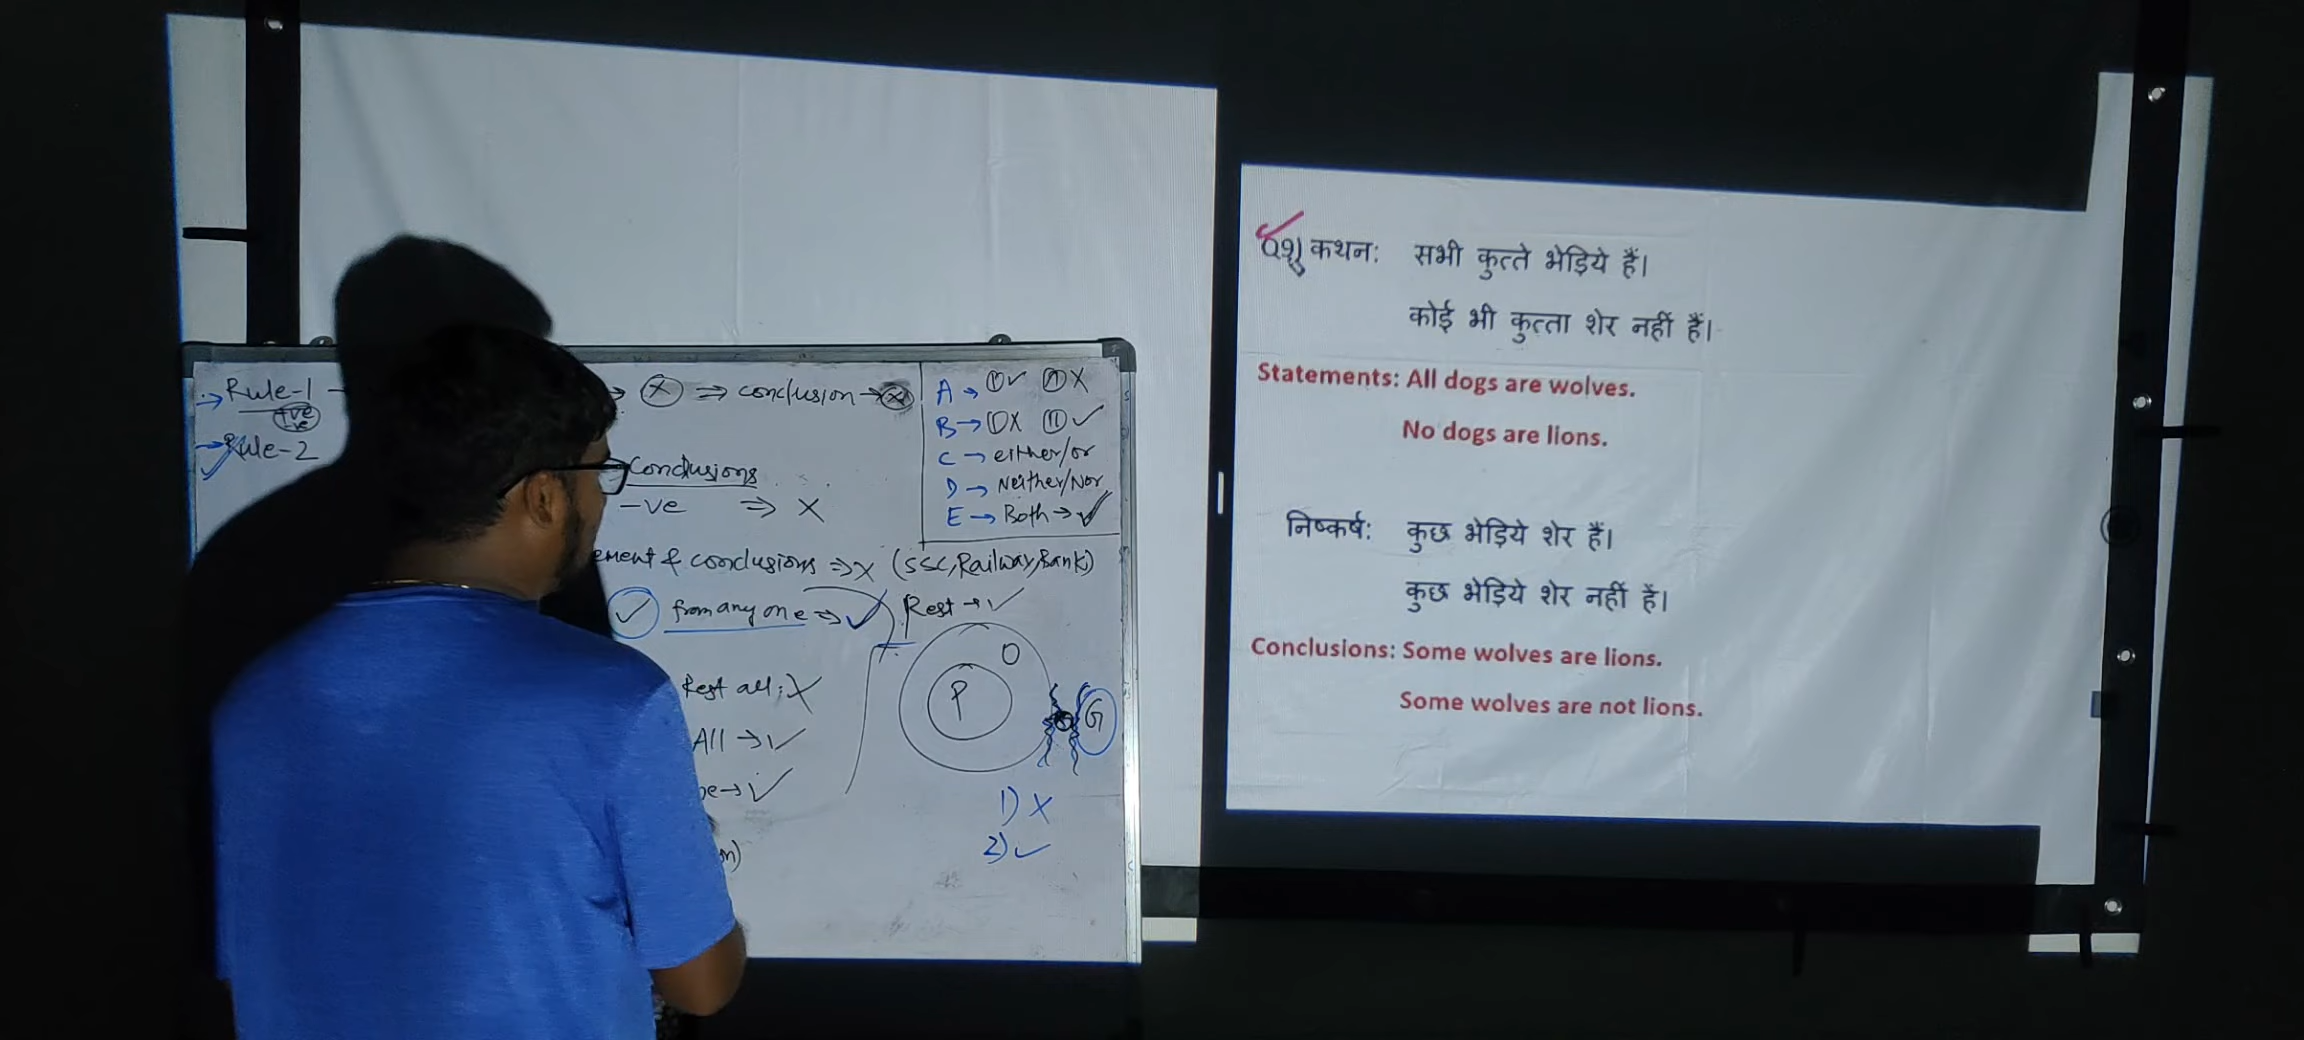 Rule-1
+ve
-ve
Rule-2
→ X ⇒ conclusion → X
Conclusions
-ve ⇒ X
ement & conclusions ⇒ X (SSC, Railway, Bank)
✓ from any one ⇒ ✓ Rest → ✓
Rest all: X
All → ✓
→ ✓
A → I ✓ II X
B → I X II ✓
C → either/or
D → Neither/Nor
E → Both → ✓
O
P
G
1) X
2) ✓
कथन: सभी कुत्ते भेड़िये हैं।
कोई भी कुत्ता शेर नहीं हैं।
Statements: All dogs are wolves.
No dogs are lions.
निष्कर्ष: कुछ भेड़िये शेर हैं।
कुछ भेड़िये शेर नहीं हैं।
Conclusions: Some wolves are lions.
Some wolves are not lions.